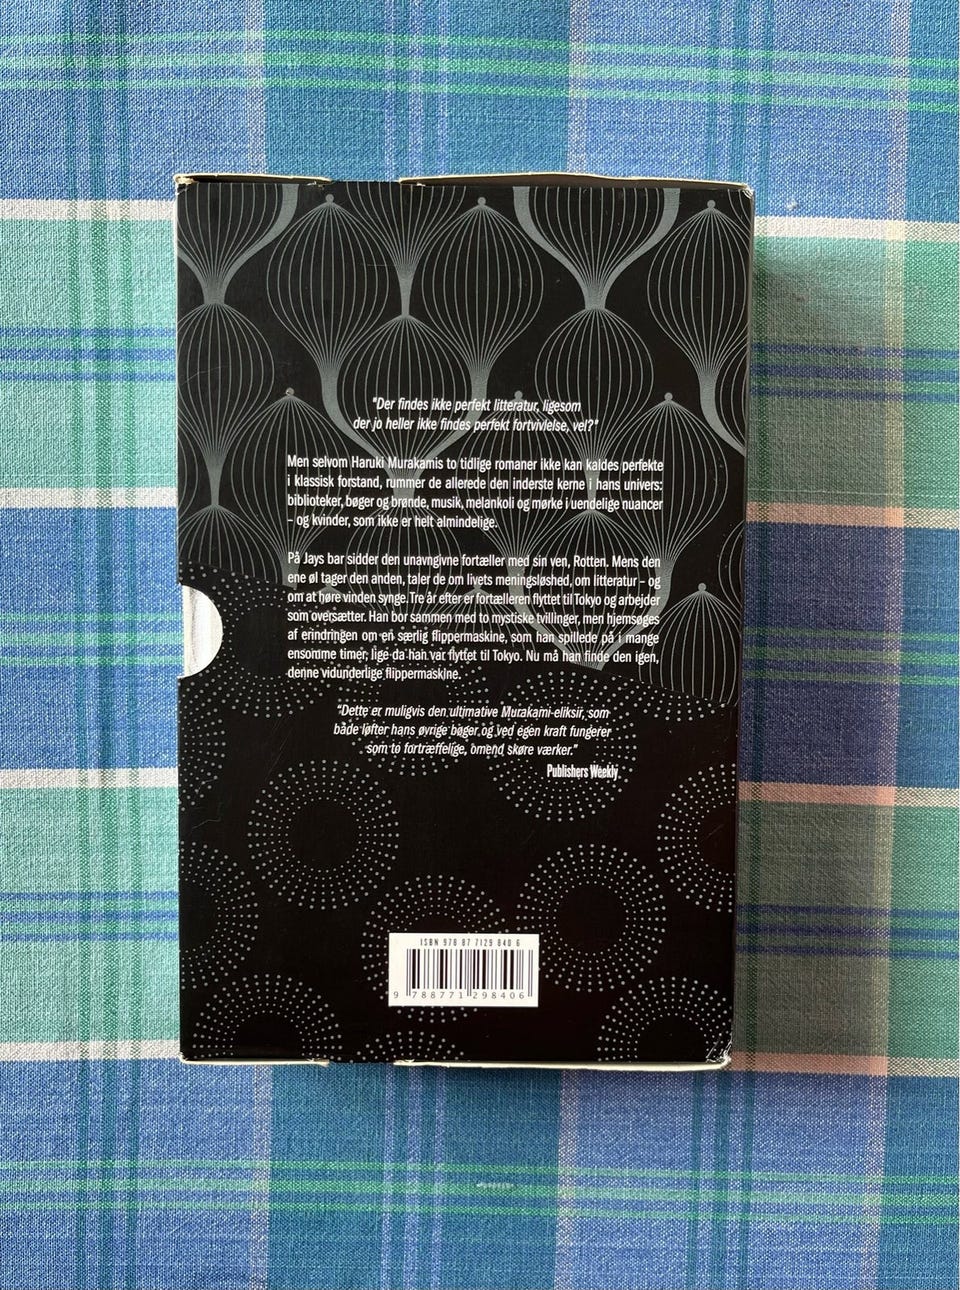 "Der findes ikke perfekt litteratur, ligesom
der jo heller ikke findes perfekt fortvivlelse, vel?"
Men selvom Haruki Murakamis to tidlige romaner ikke kan kaldes perfekte
i klassisk forstand, rummer de allerede den inderste kerne i hans univers:
biblioteker, bøger og brønde, musik, melankoli og mørke i uendelige nuancer
– og kvinder, som ikke er helt almindelige.
På Jays bar sidder den unavngivne fortæller med sin ven, Rotten. Mens den
ene øl tager den anden, taler de om livets meningsløshed, om litteratur – og
om at høre vinden synge. Tre år efter er fortælleren flyttet til Tokyo og arbejder
som oversætter. Han bor sammen med to mystiske tvillinger, men hjemsøges
af erindringen om en særlig flippermaskine, som han spillede på i mange
ensomme timer, lige da han var flyttet til Tokyo. Nu må han finde den igen,
denne vidunderlige flippermaskine.
"Dette er muligvis den ultimative Murakami-eliksir, som
både løfter hans øvrige bøger og ved egen kraft fungerer
som to fortræffelige, omend skøre værker."
Publishers Weekly
ISBN 978 87 7129 840 6
9 788771 298406